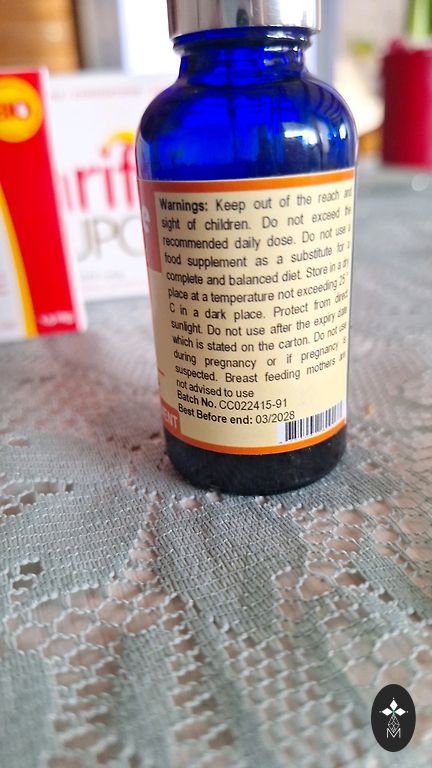 Warnings: Keep out of the reach and
sight of children. Do not exceed the
recommended daily dose. Do not use
food supplement as a substitute for a
complete and balanced diet. Store in a dry
place at a temperature not exceeding 25 °
C in a dark place. Protect from direct
sunlight. Do not use after the expiry date
which is stated on the carton. Do not use
during pregnancy or if pregnancy is
suspected. Breast feeding mothers are
not advised to use
Batch No. CC022415-91
Best Before end: 03/2028
ENT
BIO
JPC
M